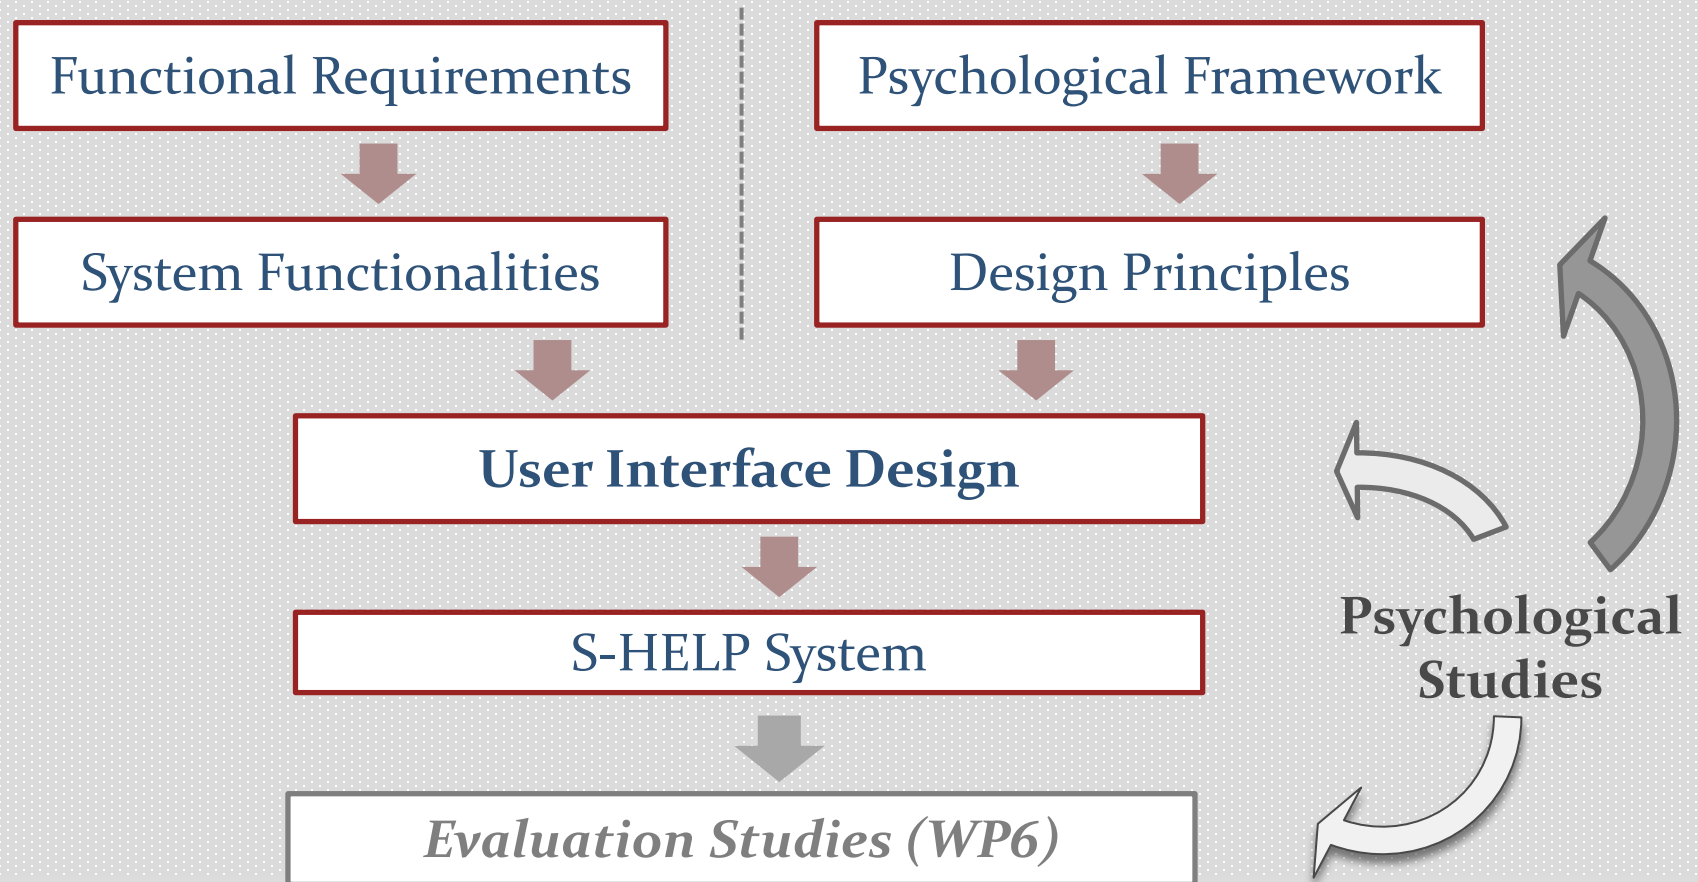 Functional Requirements
Psychological Framework
System Functionalities
Design Principles
User Interface Design
S-HELP System
Psychological
Studies
Evaluation Studies (WP6)